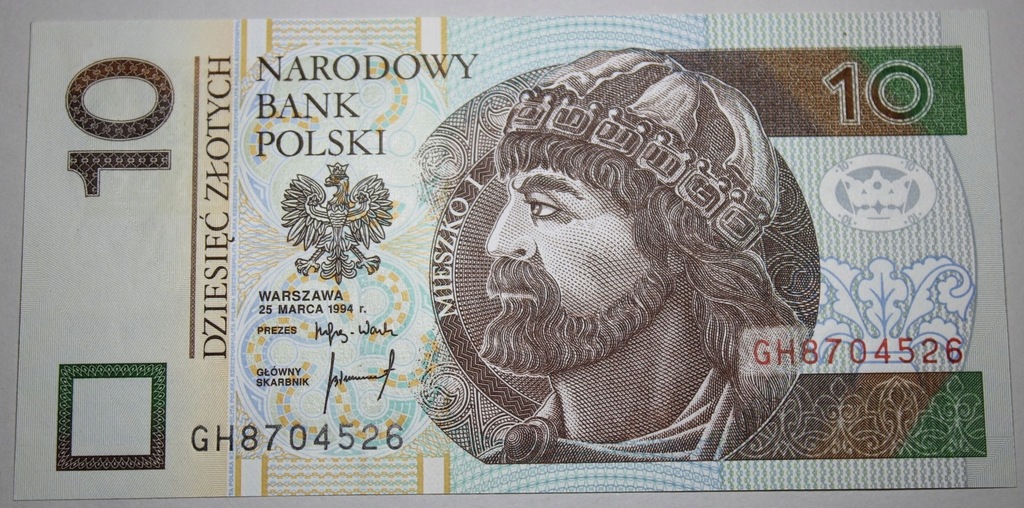 10
DZIESIĘĆ ZŁOTYCH
NARODOWY
BANK
POLSKI
WARSZAWA
25 MARCA 1994 r.
PREZES
GŁÓWNY
SKARBNIK
GH8704526
MIESZKO I
10
GH8704526